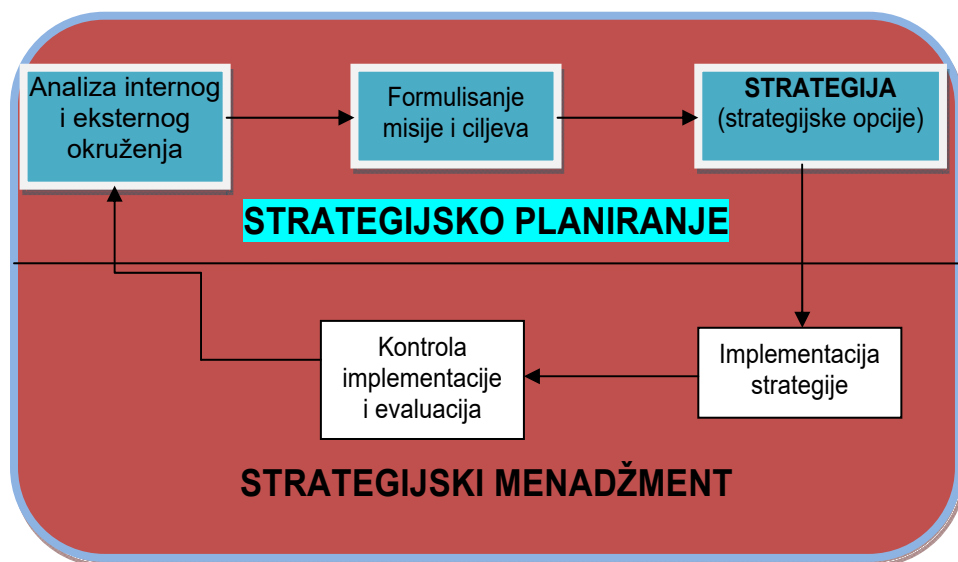 Analiza internog
i eksternog
okruženja
Formulisanje
misije i ciljeva
STRATEGIJA
(strategijske opcije)
STRATEGIJSKO PLANIRANJE
Kontrola
implementacije
i evaluacija
Implementacija
strategije
STRATEGIJSKI MENADŽMENT